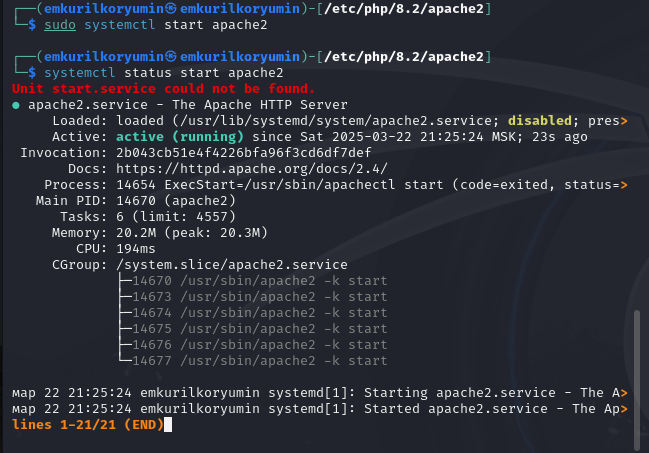 ┌──(emkurilkoryumin㉿emkurilkoryumin)-[/etc/php/8.2/apache2]
└─$ sudo systemctl start apache2
┌──(emkurilkoryumin㉿emkurilkoryumin)-[/etc/php/8.2/apache2]
└─$ systemctl status start apache2
Unit start.service could not be found.
● apache2.service - The Apache HTTP Server
Loaded: loaded (/usr/lib/systemd/system/apache2.service; disabled; pres>
Active: active (running) since Sat 2025-03-22 21:25:24 MSK; 23s ago
Invocation: 2b043cb51e4f4226bfa96f3cd6df7def
Docs: https://httpd.apache.org/docs/2.4/
Process: 14654 ExecStart=/usr/sbin/apachectl start (code=exited, status=>
Main PID: 14670 (apache2)
Tasks: 6 (limit: 4557)
Memory: 20.2M (peak: 20.3M)
CPU: 194ms
CGroup: /system.slice/apache2.service
├─14670 /usr/sbin/apache2 -k start
├─14673 /usr/sbin/apache2 -k start
├─14674 /usr/sbin/apache2 -k start
├─14675 /usr/sbin/apache2 -k start
├─14676 /usr/sbin/apache2 -k start
└─14677 /usr/sbin/apache2 -k start
мар 22 21:25:24 emkurilkoryumin systemd[1]: Starting apache2.service - The A>
мар 22 21:25:24 emkurilkoryumin systemd[1]: Started apache2.service - The Ap>
lines 1-21/21 (END)